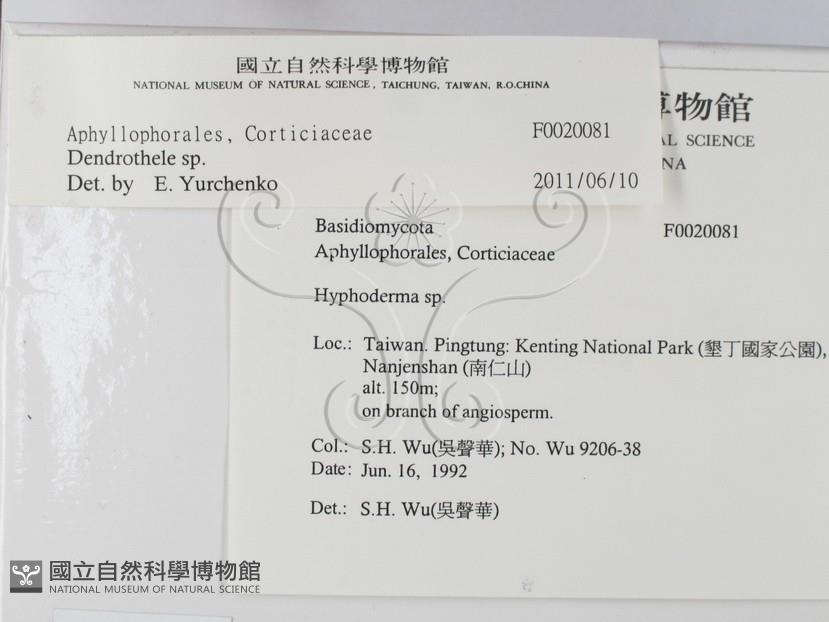 國立自然科學博物館
NATIONAL MUSEUM OF NATURAL SCIENCE, TAICHUNG, TAIWAN, R.O.CHINA
Aphyllophorales, Corticiaceae F0020081
Dendrothele sp.
Det. by E. Yurchenko 2011/06/10
物館
AL SCIENCE
NA
Basidiomycota F0020081
Aphyllophorales, Corticiaceae
Hyphoderma sp.
Loc.: Taiwan. Pingtung: Kenting National Park (墾丁國家公園),
Nanjenshan (南仁山)
alt. 150m;
on branch of angiosperm.
Col.: S.H. Wu(吳聲華); No. Wu 9206-38
Date: Jun. 16, 1992
Det.: S.H. Wu(吳聲華)
國立自然科學博物館
NATIONAL MUSEUM OF NATURAL SCIENCE